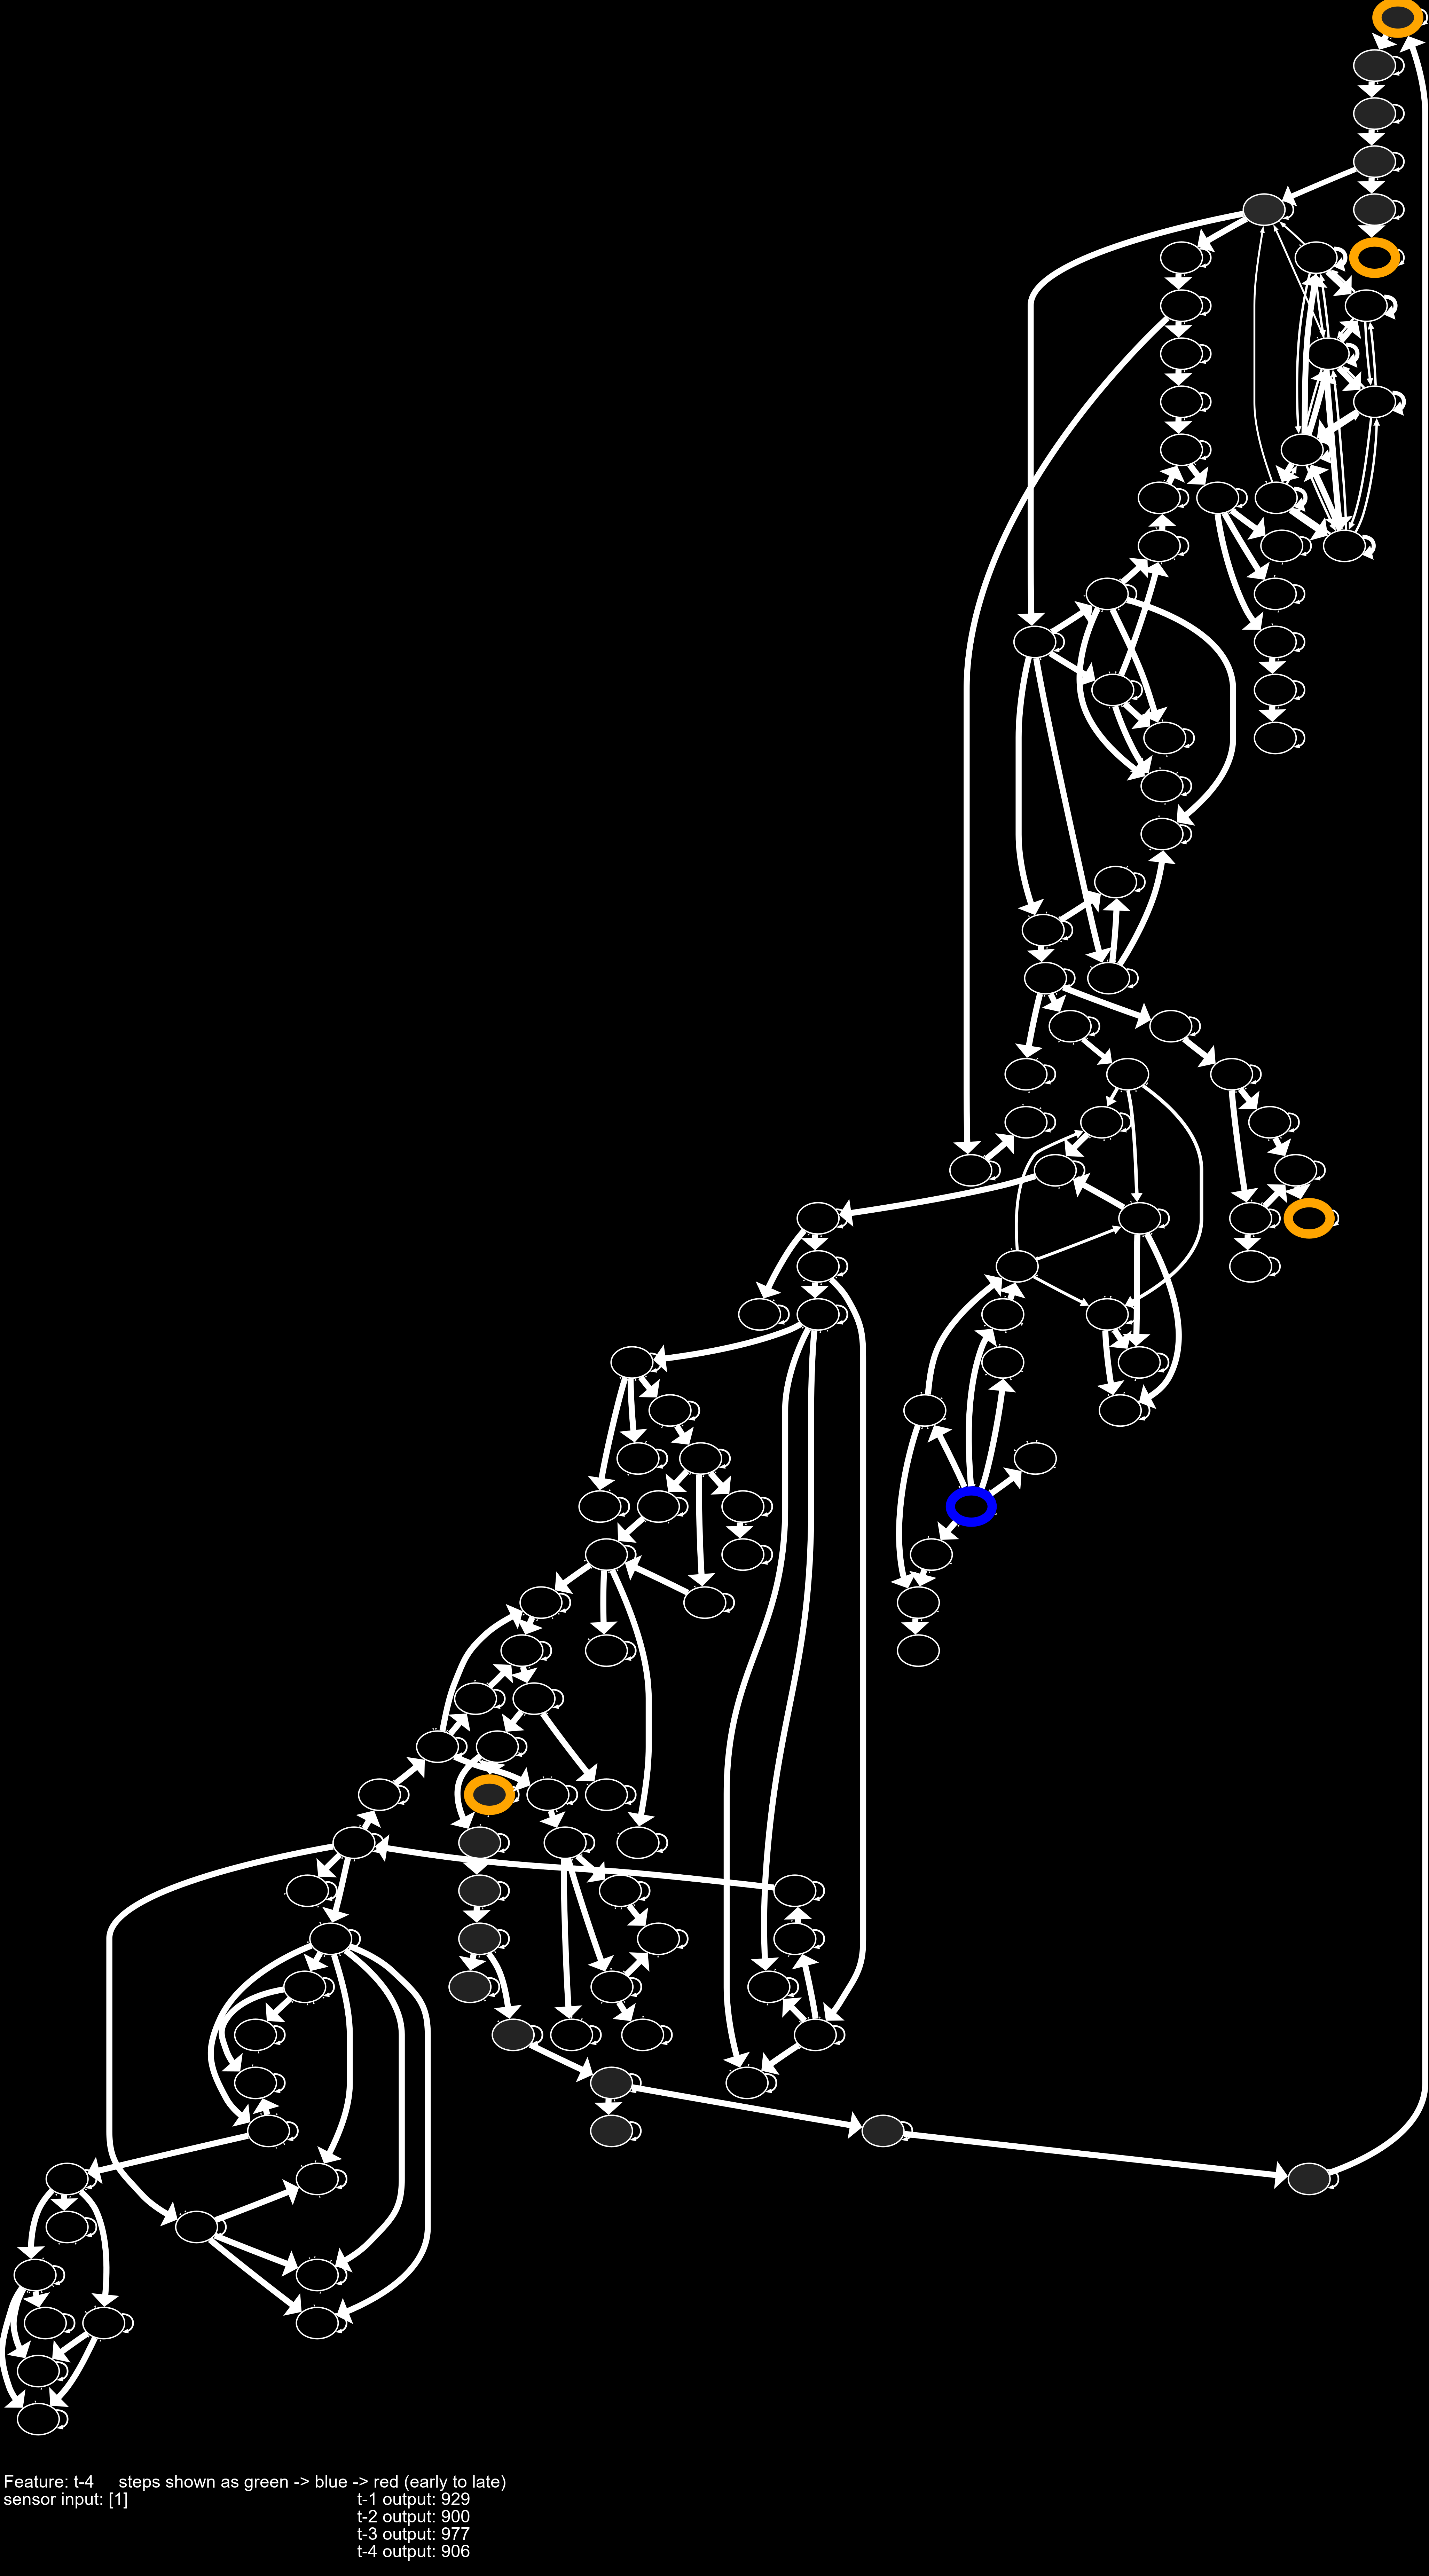 Feature: t-4     steps shown as green -> blue -> red (early to late)
sensor input: [1]     t-1 output: 929
t-2 output: 900
t-3 output: 977
t-4 output: 906